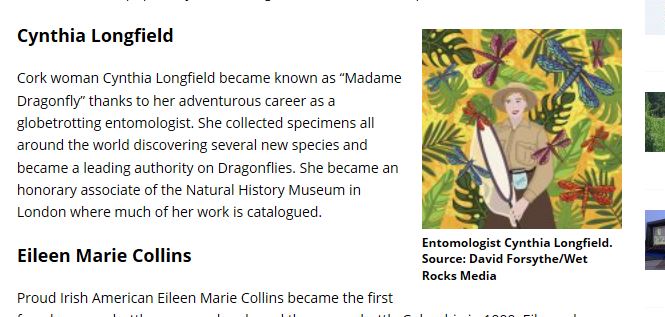 Cynthia Longfield
Cork woman Cynthia Longfield became known as “Madame
Dragonfly” thanks to her adventurous career as a
globetrotting entomologist. She collected specimens all
around the world discovering several new species and
became a leading authority on Dragonflies. She became an
honorary associate of the Natural History Museum in
London where much of her work is catalogued.
Entomologist Cynthia Longfield.
Source: David Forsythe/Wet
Rocks Media
Eileen Marie Collins
Proud Irish American Eileen Marie Collins became the first